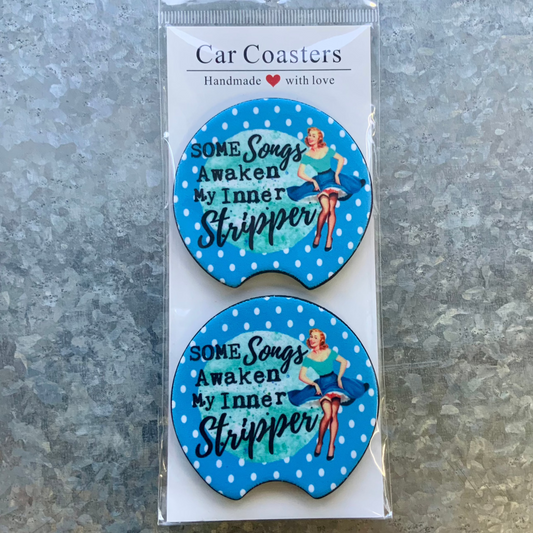 Car Coasters
Handmade ❤ with love
SOME Songs
Awaken
My Inner
Stripper
SOME Songs
Awaken
My Inner
Stripper